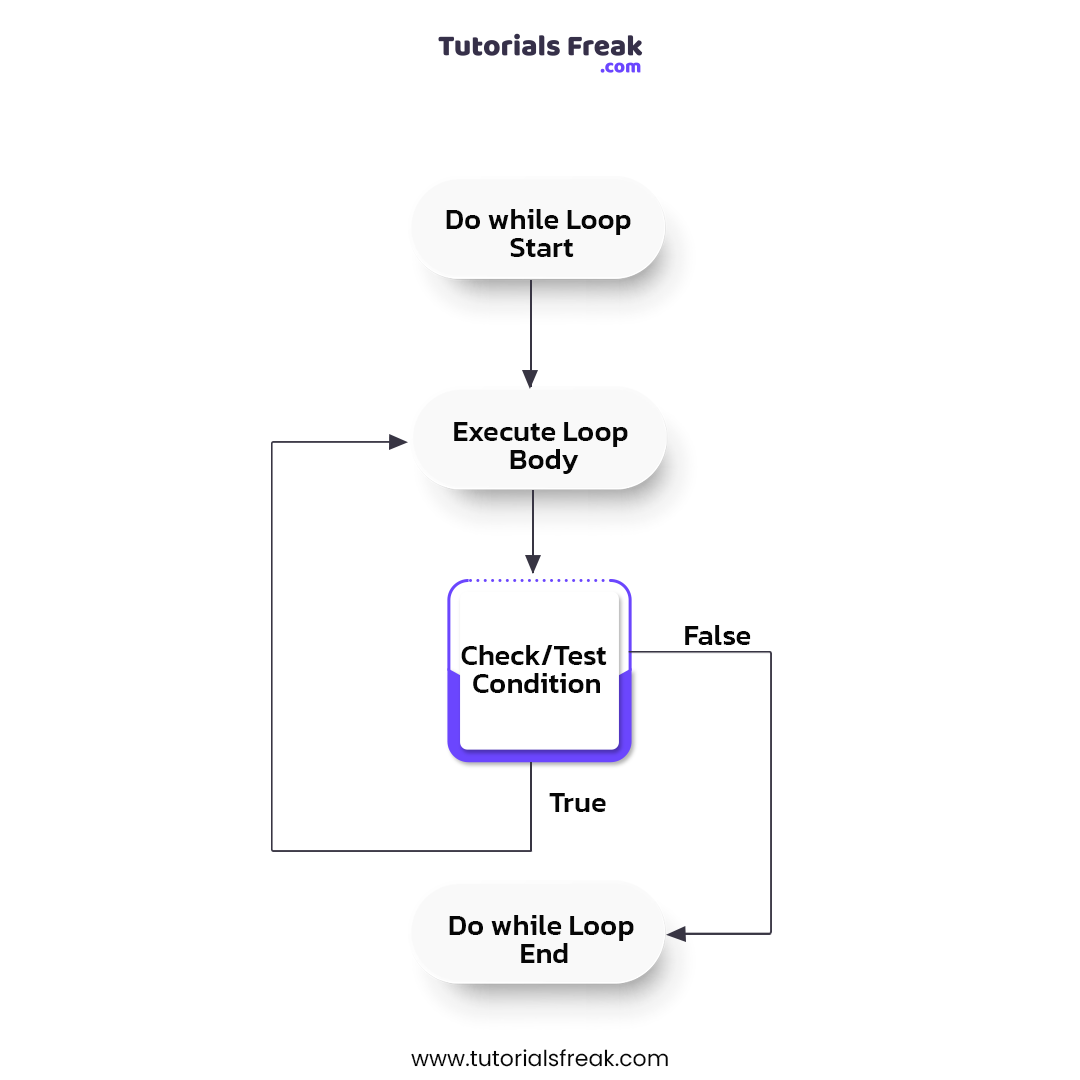 Tutorials Freak
.com
Do while Loop
Start
Execute Loop
Body
Check/Test
Condition
False
True
Do while Loop
End
www.tutorialsfreak.com